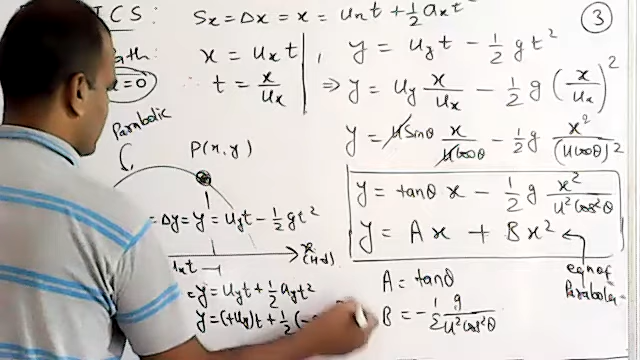 ICS: Sx = Δx = x = uxt + ½ axt² ③
ath: x = uxt , y = uyt - ½ gt²
=0 ∴ t = x/ux ⇒ y = uy x/ux - ½ g (x/ux)²
Parabolic
P(x,y)
y = uSinθ x/ucosθ - ½ g x²/(ucosθ)²
y = tanθ x - ½ g x²/u²cos²θ
= Δy = y = uyt - ½ gt²
y = Ax + Bx²
x
eqn of Parabola
A = tanθ
= y = uyt + ½ ayt²
B = - ½ g/u²cos²θ
y = (+uy)t + ½ (-